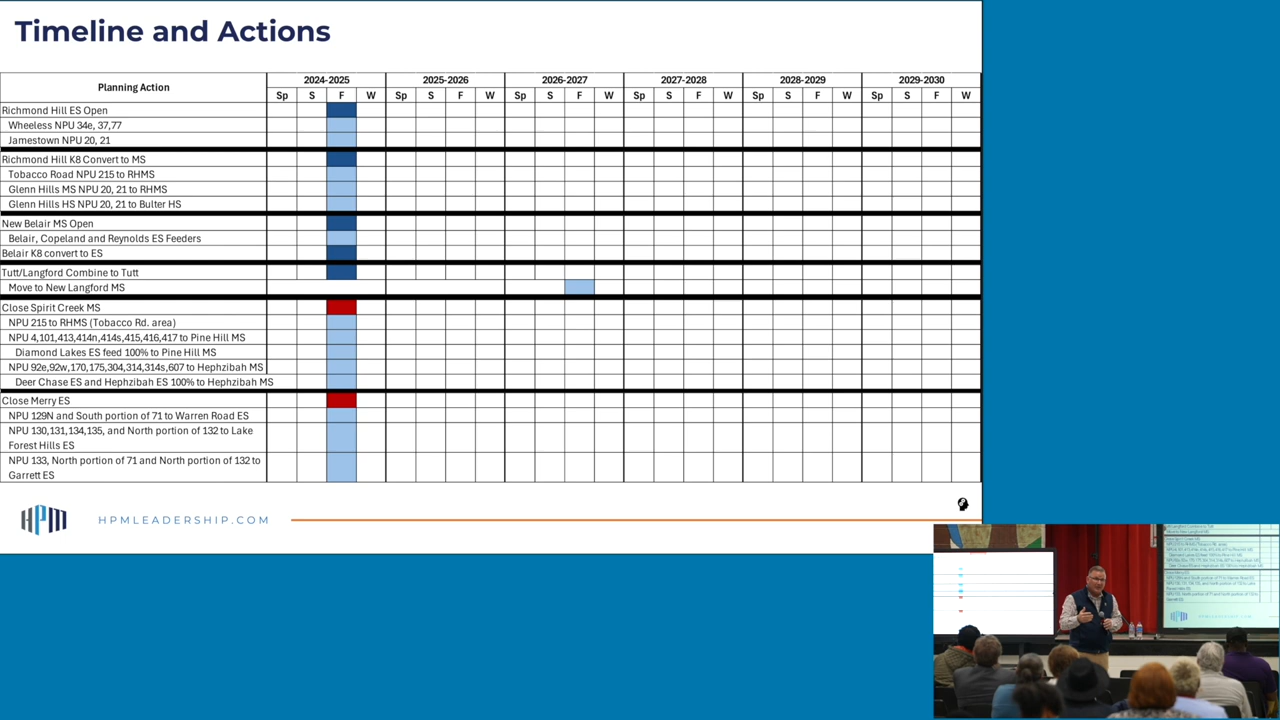 Timeline and Actions
Planning Action
2024-2025 2025-2026 2026-2027 2027-2028 2028-2029 2029-2030
Sp S F W Sp S F W Sp S F W Sp S F W Sp S F W Sp S F W
Richmond Hill ES Open
Wheeless NPU 34e, 37,77
Jamestown NPU 20, 21
Richmond Hill K8 Convert to MS
Tobacco Road NPU 215 to RHMS
Glenn Hills MS NPU 20, 21 to RHMS
Glenn Hills HS NPU 20, 21 to Bulter HS
New Belair MS Open
Belair, Copeland and Reynolds ES Feeders
Belair K8 convert to ES
Tutt/Langford Combine to Tutt
Move to New Langford MS
Close Spirit Creek MS
NPU 215 to RHMS (Tobacco Rd. area)
NPU 4,101,413,414n,414s,415,416,417 to Pine Hill MS
Diamond Lakes ES feed 100% to Pine Hill MS
NPU 92e,92w,170,175,304,314,314s,607 to Hephzibah MS
Deer Chase ES and Hephzibah ES 100% to Hephzibah MS
Close Merry ES
NPU 129N and South portion of 71 to Warren Road ES
NPU 130,131,134,135, and North portion of 132 to Lake
Forest Hills ES
NPU 133, North portion of 71 and North portion of 132 to
Garrett ES
HPM
HPMLEADERSHIP.COM